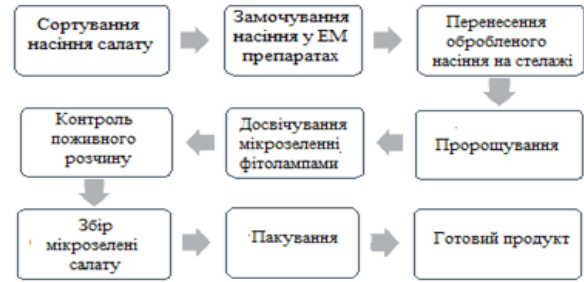 Сортування
насіння салату
Замочування
насіння у ЕМ
препаратах
Перенесення
обробленого
насіння на стелажі
Контроль
поживного
розчину
Досвічування
мікрозеленні
фітолампами
Пророщування
Збір
мікрозелені
салату
Пакування
Готовий продукт